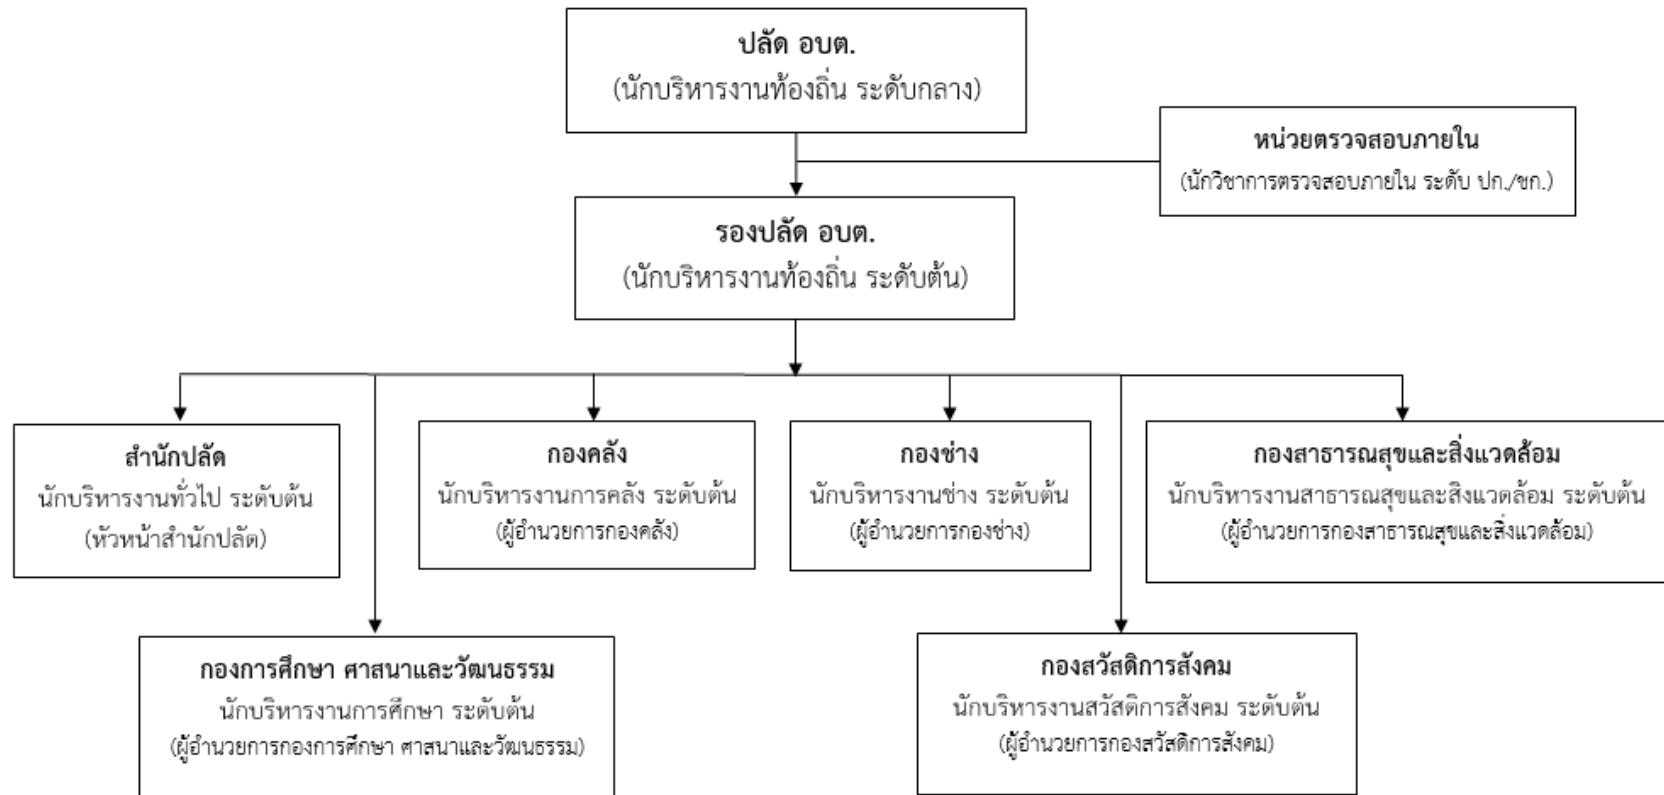 ปลัด อบต.
(นักบริหารงานท้องถิ่น ระดับกลาง)
หน่วยตรวจสอบภายใน
(นักวิชาการตรวจสอบภายใน ระดับ ปก./ชก.)
รองปลัด อบต.
(นักบริหารงานท้องถิ่น ระดับต้น)
สำนักปลัด
นักบริหารงานทั่วไป ระดับต้น
(หัวหน้าสำนักปลัด)
กองคลัง
นักบริหารงานการคลัง ระดับต้น
(ผู้อำนวยการกองคลัง)
กองช่าง
นักบริหารงานช่าง ระดับต้น
(ผู้อำนวยการกองช่าง)
กองสาธารณสุขและสิ่งแวดล้อม
นักบริหารงานสาธารณสุขและสิงแวดล้อม ระดับต้น
(ผู้อำนวยการกองสาธารณสุขและสิ่งแวดล้อม)
กองการศึกษา ศาสนาและวัฒนธรรม
นักบริหารงานการศึกษา ระดับต้น
(ผู้อำนวยการกองการศึกษา ศาสนาและวัฒนธรรม)
กองสวัสดิการสังคม
นักบริหารงานสวัสดิการสังคม ระดับต้น
(ผู้อำนวยการกองสวัสดิการสังคม)